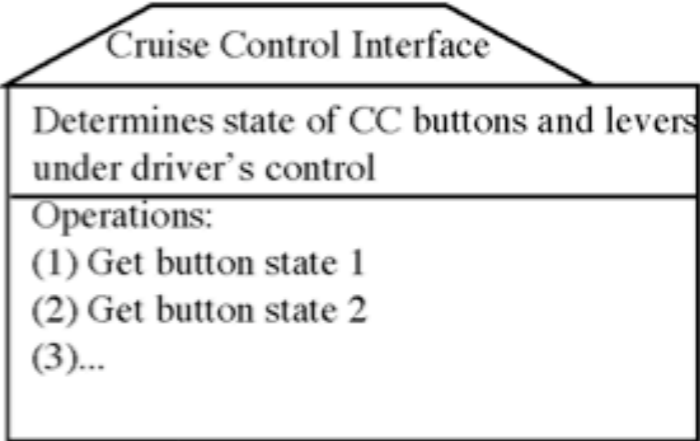 Cruise Control Interface
Determines state of CC buttons and levers
under driver's control
Operations:
(1) Get button state 1
(2) Get button state 2
(3)...